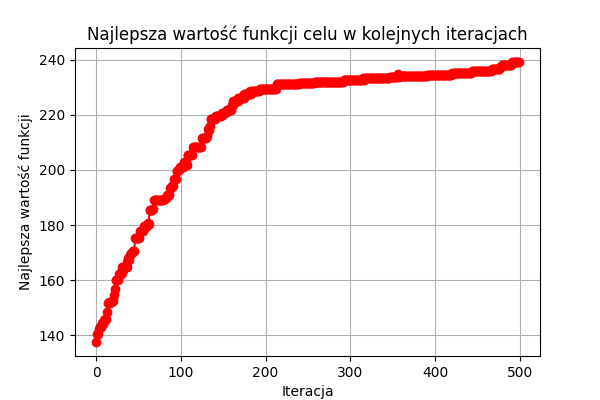 Najlepsza wartość funkcji celu w kolejnych iteracjach
Najlepsza wartość funkcji
240
220
200
180
160
140
0 100 200 300 400 500
Iteracja